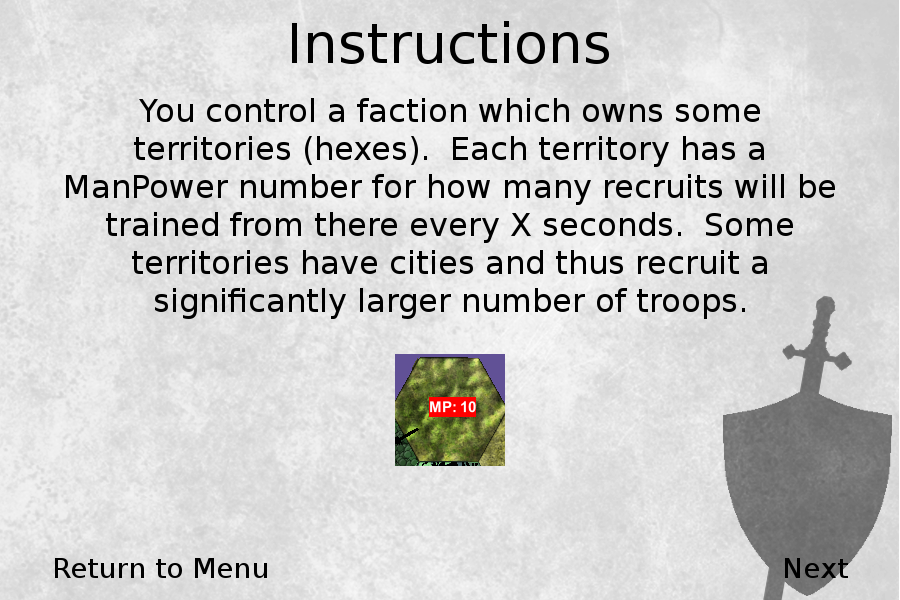 Instructions
You control a faction which owns some
territories (hexes).  Each territory has a
ManPower number for how many recruits will be
trained from there every X seconds.  Some
territories have cities and thus recruit a
significantly larger number of troops.
MP: 10
Return to Menu
Next